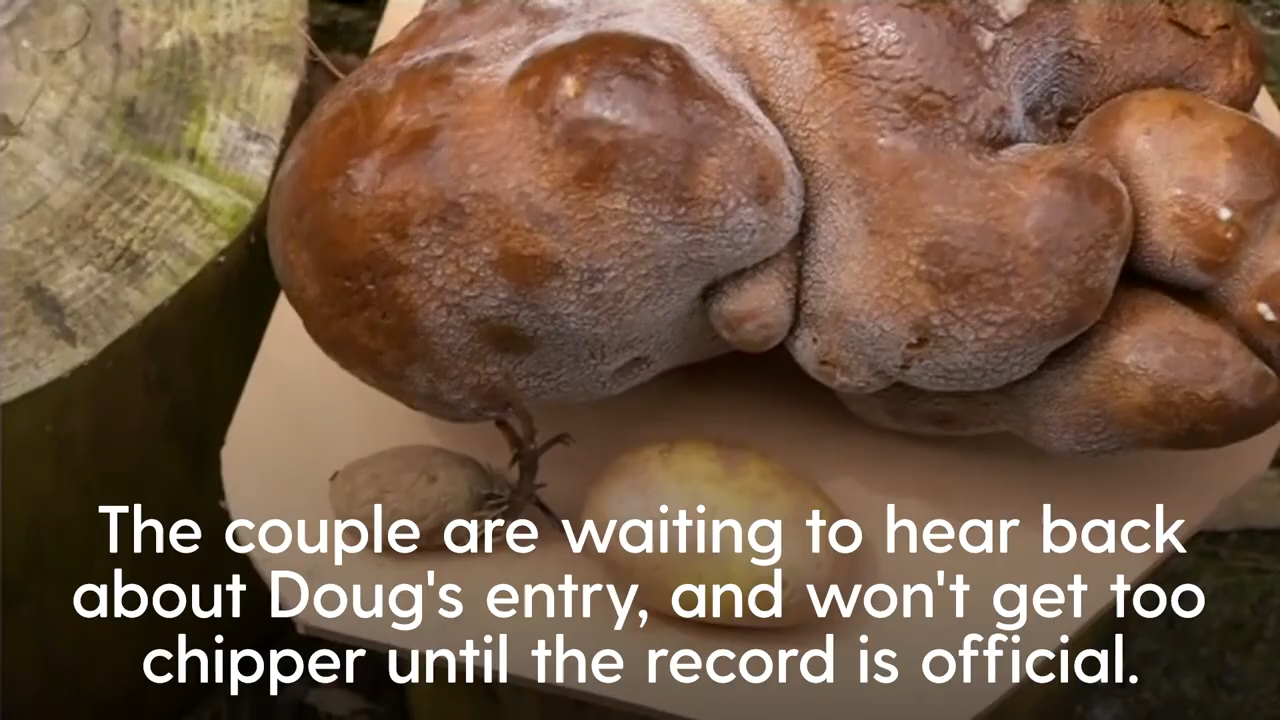 The couple are waiting to hear back
about Doug's entry, and won't get too
chipper until the record is official.